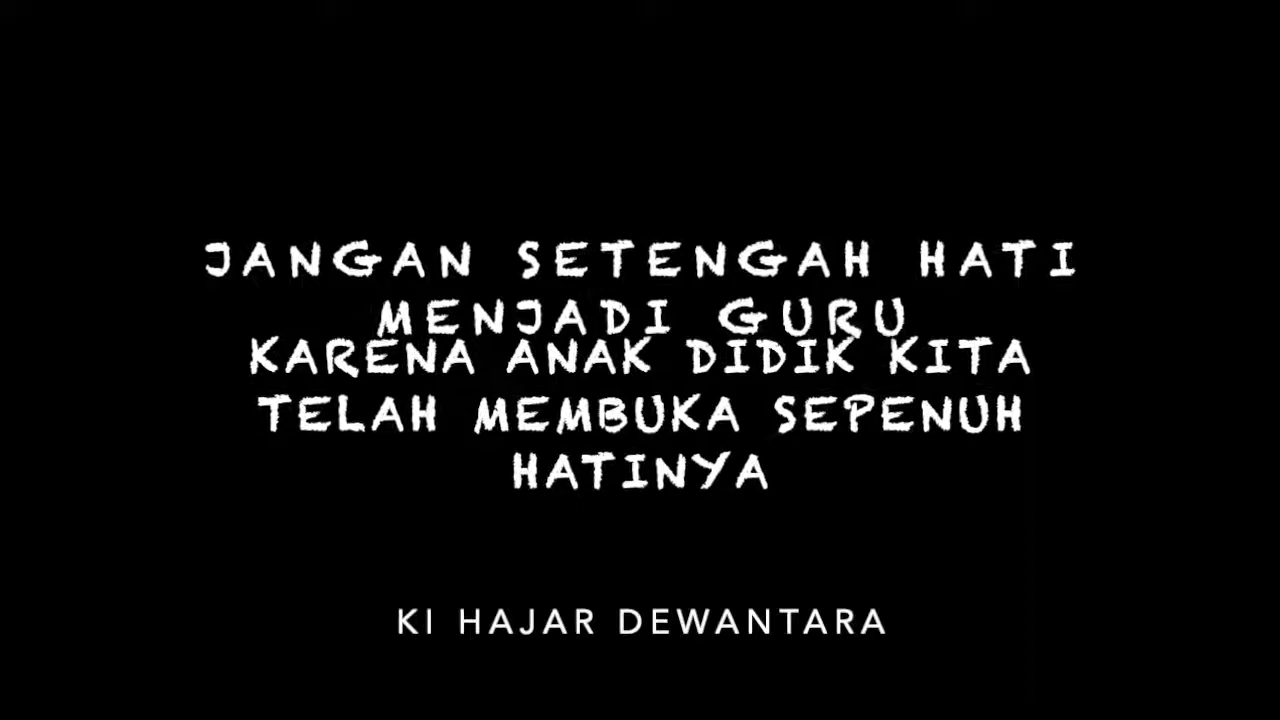 JANGAN SETENGAH HATI
MENJADI GURU
KARENA ANAK DIDIK KITA
TELAH MEMBUKA SEPENUH
HATINYA
KI HAJAR DEWANTARA